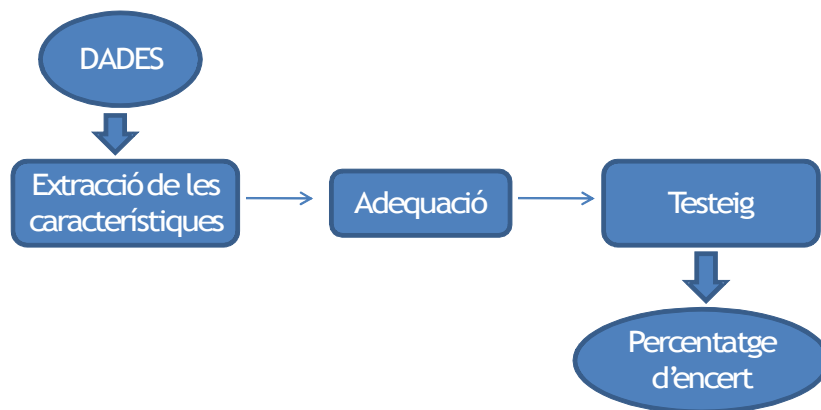 DADES
Extracció de les
característiques
Adequació
Testeig
Percentatge
d'encert